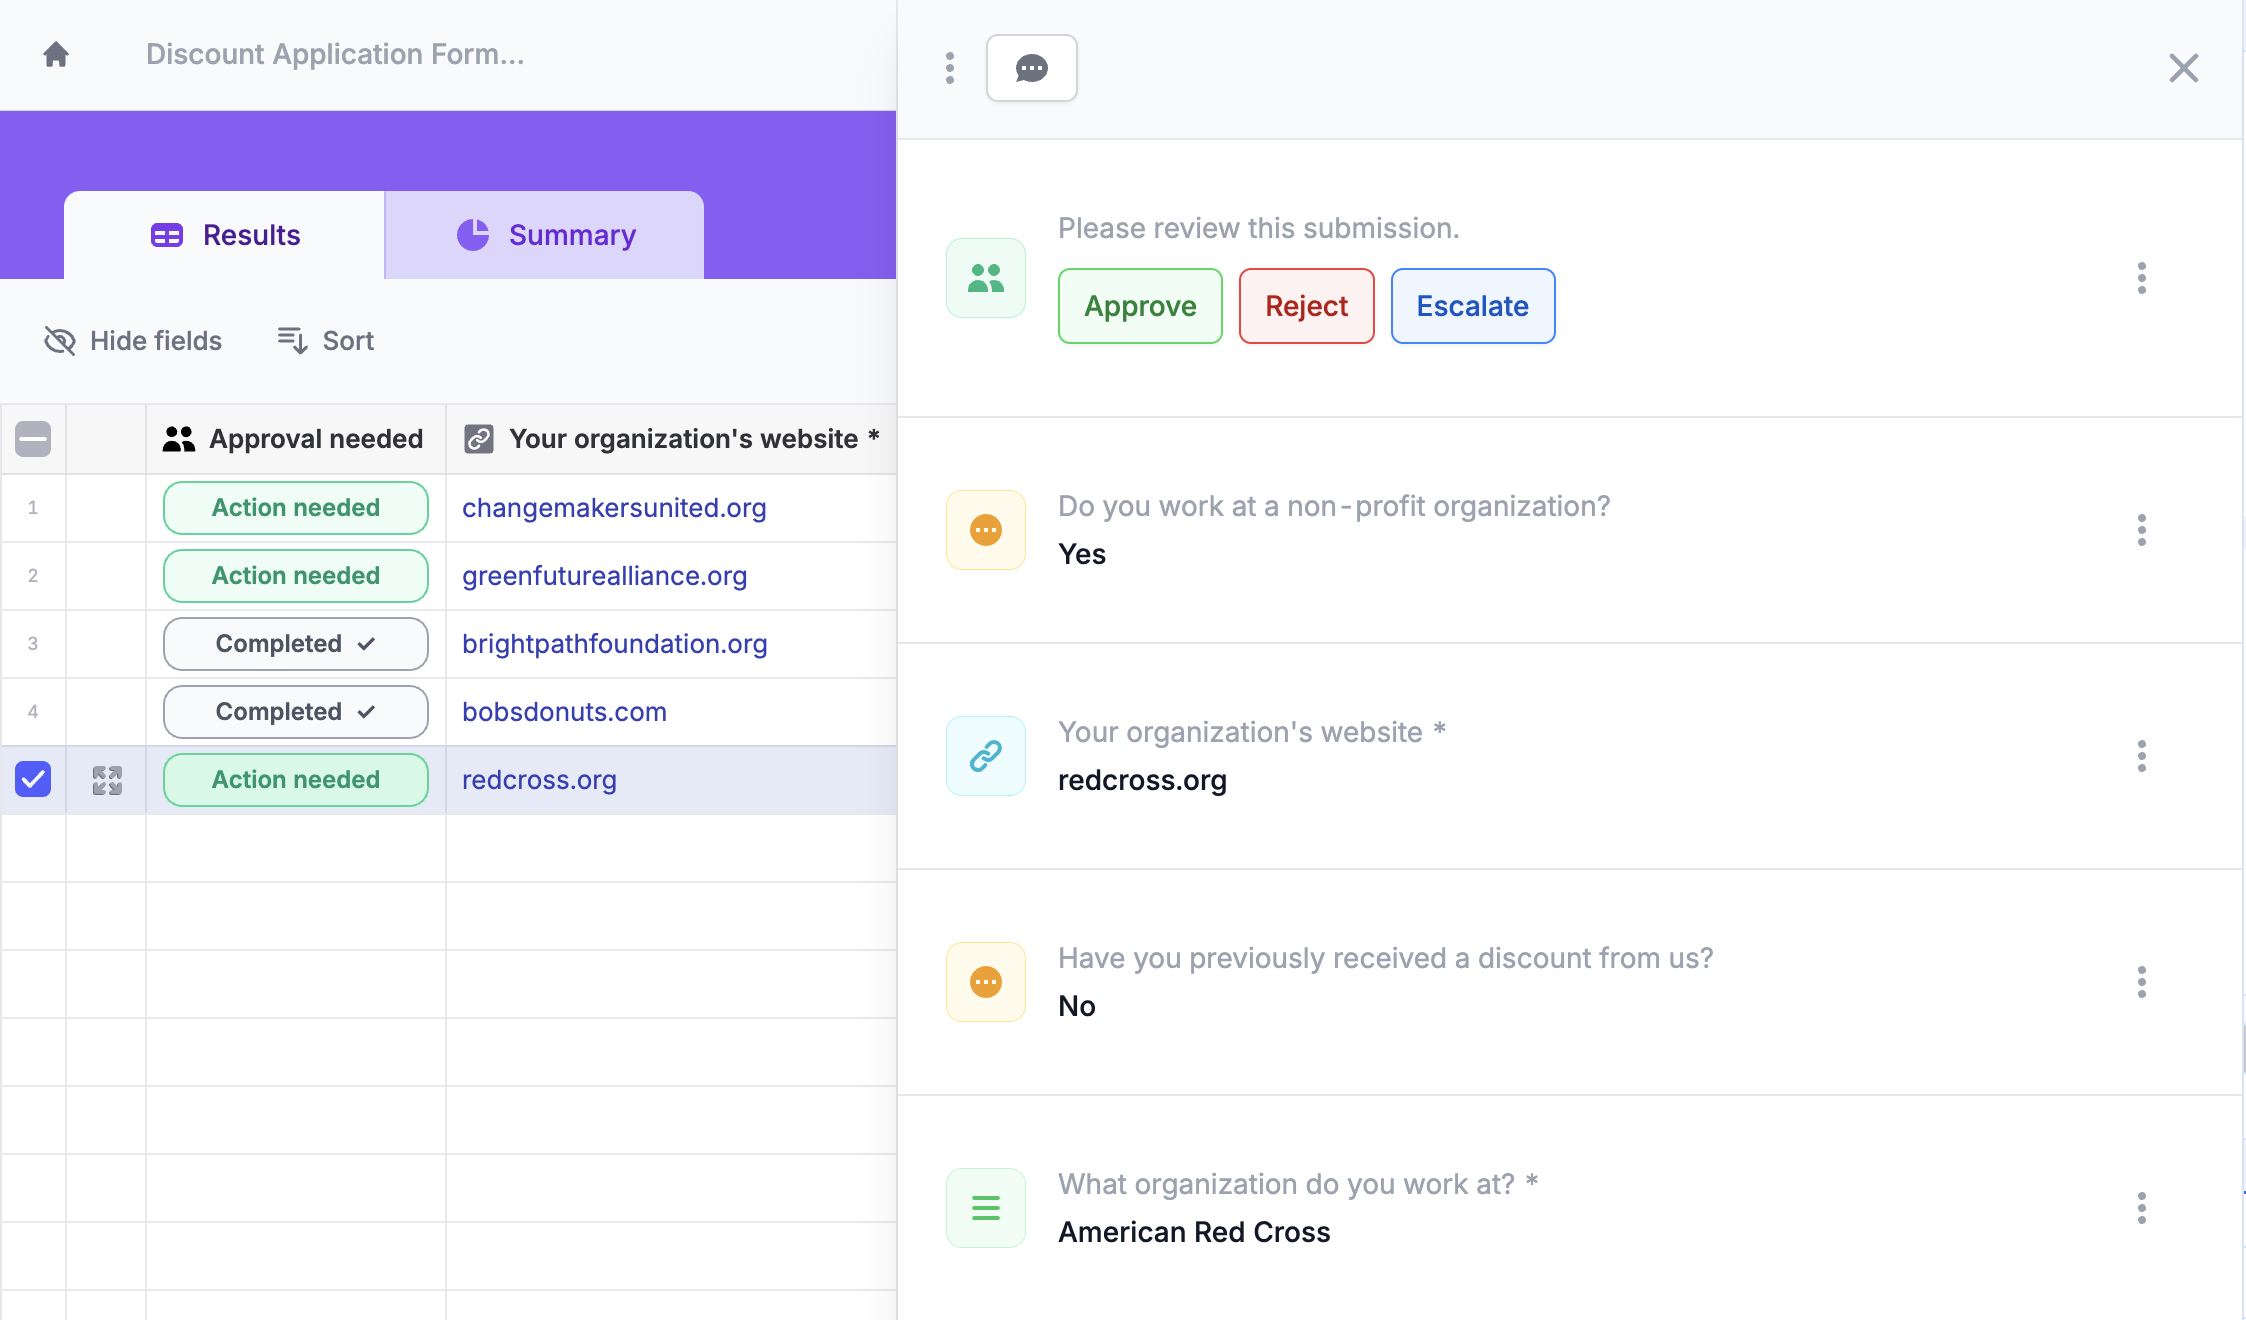 Discount Application Form...
Results
Summary
Hide fields
Sort
Approval needed
Your organization's website *
1
Action needed
changemakersunited.org
2
Action needed
greenfuturealliance.org
3
Completed
brightpathfoundation.org
4
Completed
bobsdonuts.com
Action needed
redcross.org
Please review this submission.
Approve
Reject
Escalate
Do you work at a non-profit organization?
Yes
Your organization's website *
redcross.org
Have you previously received a discount from us?
No
What organization do you work at? *
American Red Cross